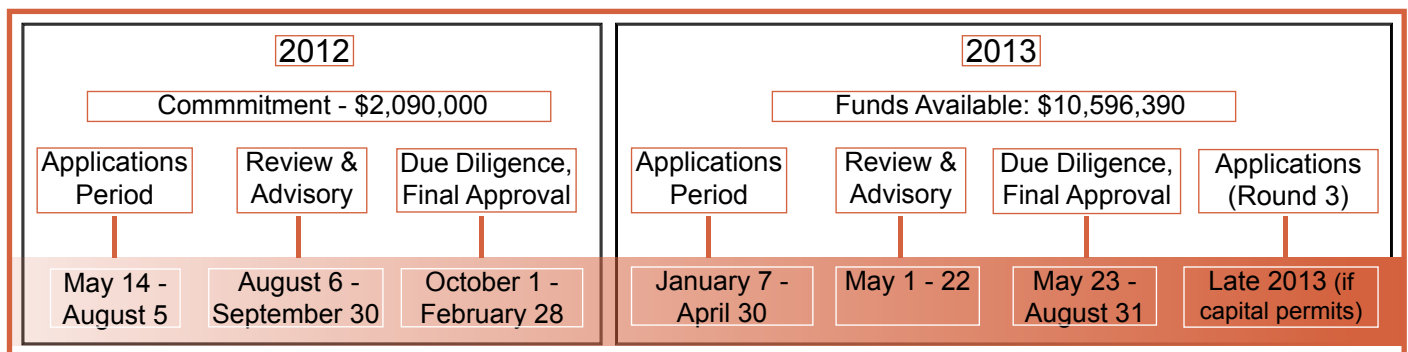 2012
Commmitment - $2,090,000
Applications
Period
Review &
Advisory
Due Diligence,
Final Approval
May 14 -
August 5
August 6 -
September 30
October 1 -
February 28
2013
Funds Available: $10,596,390
Applications
Period
Review &
Advisory
Due Diligence,
Final Approval
Applications
(Round 3)
January 7 -
April 30
May 1 - 22
May 23 -
August 31
Late 2013 (if
capital permits)